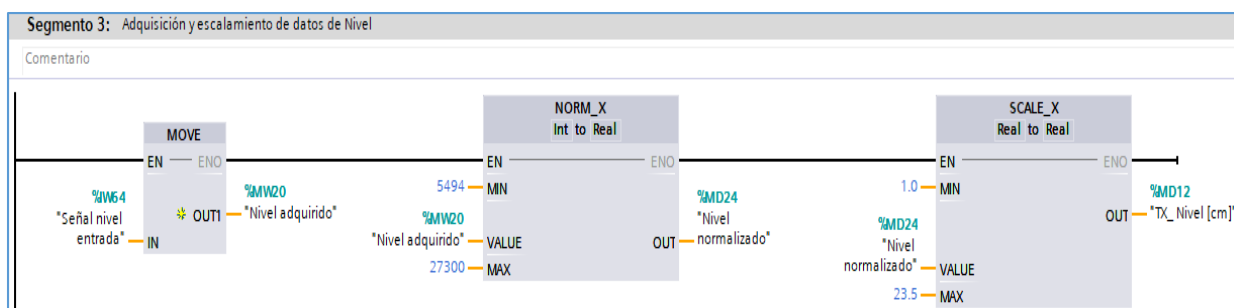 Segmento 3: Adquisición y escalamiento de datos de Nivel
Comentario
MOVE
EN ENO
%IW64
"Señal nivel
entrada"
IN
OUT1
%MW20
"Nivel adquirido"
NORM_X
Int to Real
EN ENO
5494 MIN
%MW20
"Nivel adquirido" VALUE
27300 MAX
OUT
%MD24
"Nivel
normalizado"
SCALE_X
Real to Real
EN ENO
1.0 MIN
%MD24
"Nivel
normalizado" VALUE
23.5 MAX
OUT
%MD12
"TX_ Nivel [cm]"